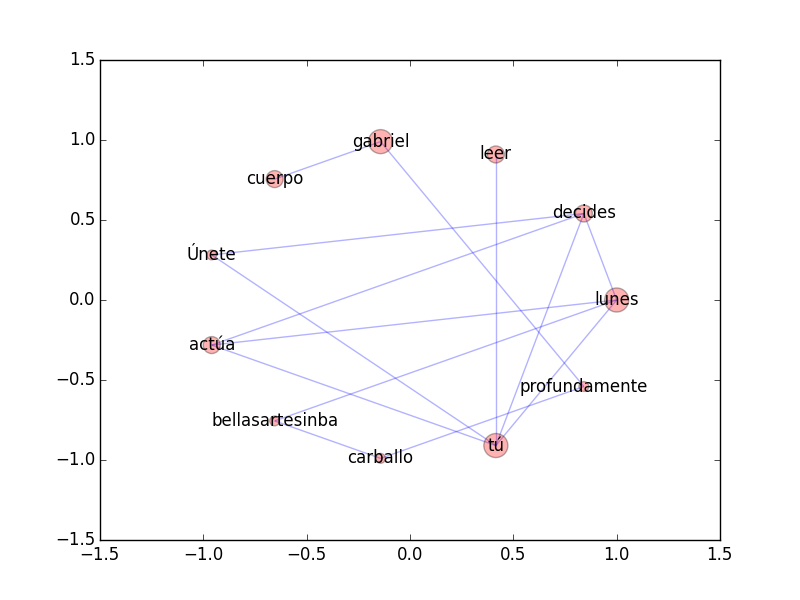 1.5
gabriel
leer
1.0
cuerpo
decides
0.5
Únete
0.0
lunes
actúa
−0.5
profundamente
bellasartesinba
tú
−1.0
carballo
−1.5
−1.5 −1.0 −0.5 0.0 0.5 1.0 1.5